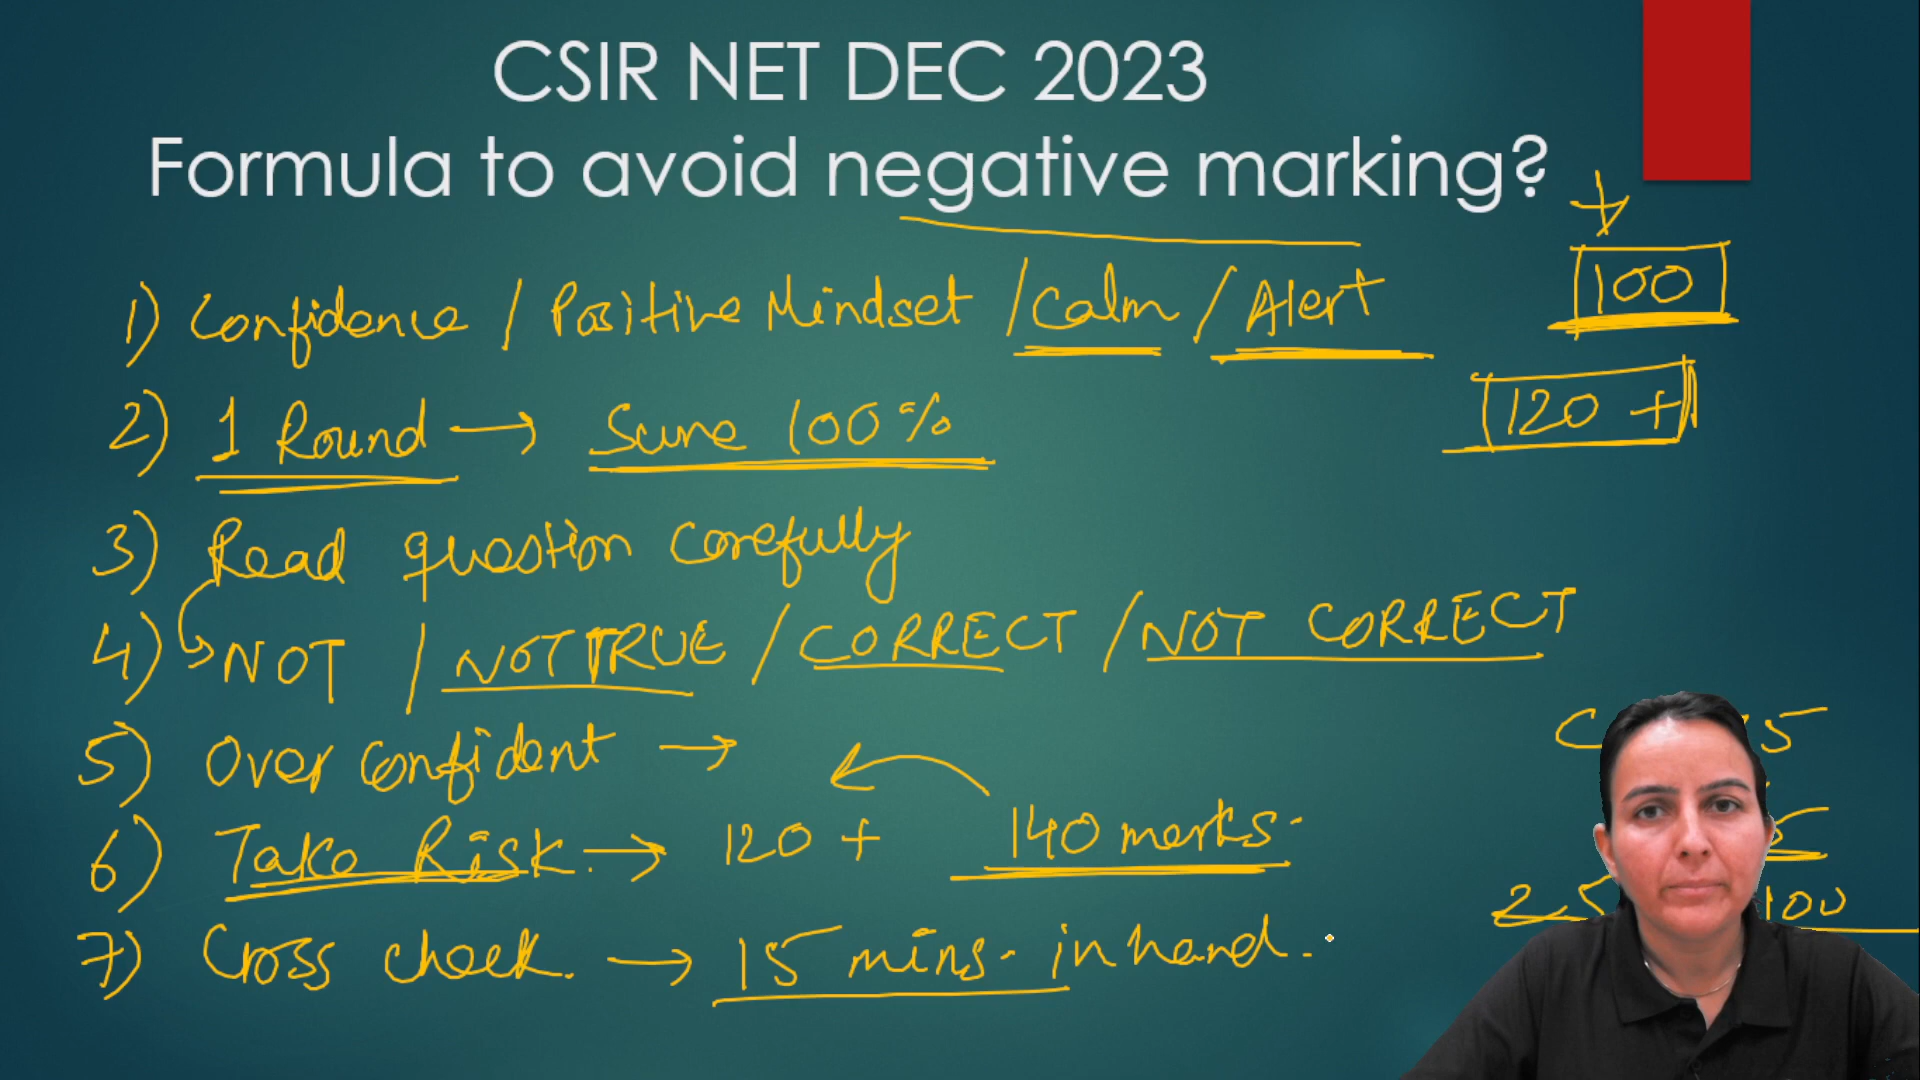 CSIR NET DEC 2023
Formula to avoid negative marking?
100
1) Confidence / Positive Mindset / Calm / Alert
120 +
2) 1 Round → Sure 100%
3) Read question carefully
4) NOT / NOT TRUE / CORRECT / NOT CORRECT
5) Over confident →
6) Take Risk. → 120 + 140 marks.
100
7) Cross check. → 15 mins. in hand.